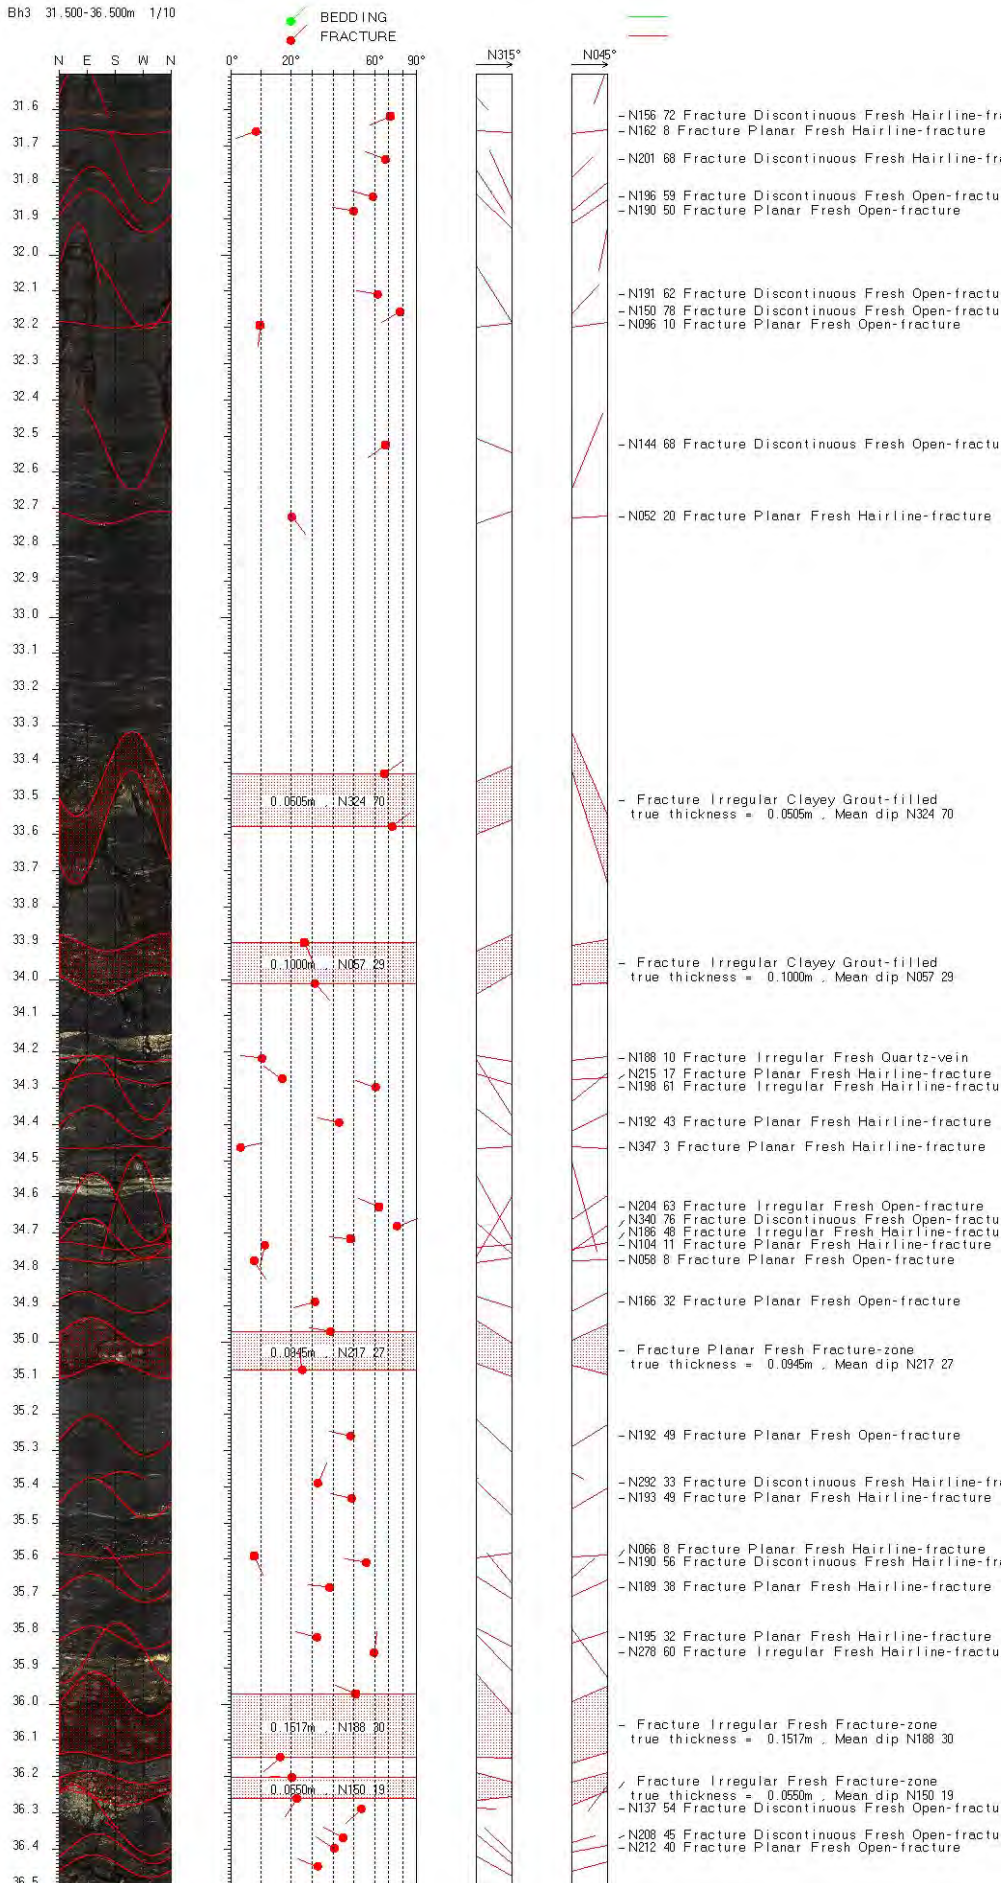 Bh3 31.500-36.500m 1/10
BEDDING
FRACTURE
N E S W N
0° 20° 60° 90°
N315°
N045°
31.6
31.7
31.8
31.9
32.0
32.1
32.2
32.3
32.4
32.5
32.6
32.7
32.8
32.9
33.0
33.1
33.2
33.3
33.4
33.5
33.6
33.7
33.8
33.9
34.0
34.1
34.2
34.3
34.4
34.5
34.6
34.7
34.8
34.9
35.0
35.1
35.2
35.3
35.4
35.5
35.6
35.7
35.8
35.9
36.0
36.1
36.2
36.3
36.4
36.5
0.0505m , N324 70
0.1000m , N057 29
0.0945m , N217 27
0.1517m , N188 30
0.0550m , N150 19
N156 72 Fracture Discontinuous Fresh Hairline-fra
N162 8 Fracture Planar Fresh Hairline-fracture
N201 68 Fracture Discontinuous Fresh Hairline-fra
N196 59 Fracture Discontinuous Fresh Open-fractu
N190 50 Fracture Planar Fresh Open-fracture
N191 62 Fracture Discontinuous Fresh Open-fractu
N150 78 Fracture Discontinuous Fresh Open-fractu
N096 10 Fracture Planar Fresh Open-fracture
N144 68 Fracture Discontinuous Fresh Open-fractu
N052 20 Fracture Planar Fresh Hairline-fracture
Fracture Irregular Clayey Grout-filled
true thickness = 0.0505m , Mean dip N324 70
Fracture Irregular Clayey Grout-filled
true thickness = 0.1000m , Mean dip N057 29
N188 10 Fracture Irregular Fresh Quartz-vein
N215 17 Fracture Planar Fresh Hairline-fracture
N198 61 Fracture Irregular Fresh Hairline-fractu
N192 43 Fracture Planar Fresh Hairline-fracture
N347 3 Fracture Planar Fresh Hairline-fracture
N204 63 Fracture Irregular Fresh Open-fracture
N340 76 Fracture Discontinuous Fresh Open-fractu
N186 48 Fracture Irregular Fresh Hairline-fractu
N104 11 Fracture Planar Fresh Hairline-fracture
N058 8 Fracture Planar Fresh Open-fracture
N166 32 Fracture Planar Fresh Open-fracture
Fracture Planar Fresh Fracture-zone
true thickness = 0.0945m , Mean dip N217 27
N192 49 Fracture Planar Fresh Open-fracture
N292 33 Fracture Discontinuous Fresh Hairline-fra
N193 49 Fracture Planar Fresh Hairline-fracture
N066 8 Fracture Planar Fresh Hairline-fracture
N190 56 Fracture Discontinuous Fresh Hairline-fra
N189 38 Fracture Planar Fresh Hairline-fracture
N195 32 Fracture Planar Fresh Hairline-fracture
N278 60 Fracture Irregular Fresh Hairline-fractu
Fracture Irregular Fresh Fracture-zone
true thickness = 0.1517m , Mean dip N188 30
Fracture Irregular Fresh Fracture-zone
true thickness = 0.0550m , Mean dip N150 19
N137 54 Fracture Discontinuous Fresh Open-fractu
N208 45 Fracture Discontinuous Fresh Open-fractu
N212 40 Fracture Planar Fresh Open-fracture